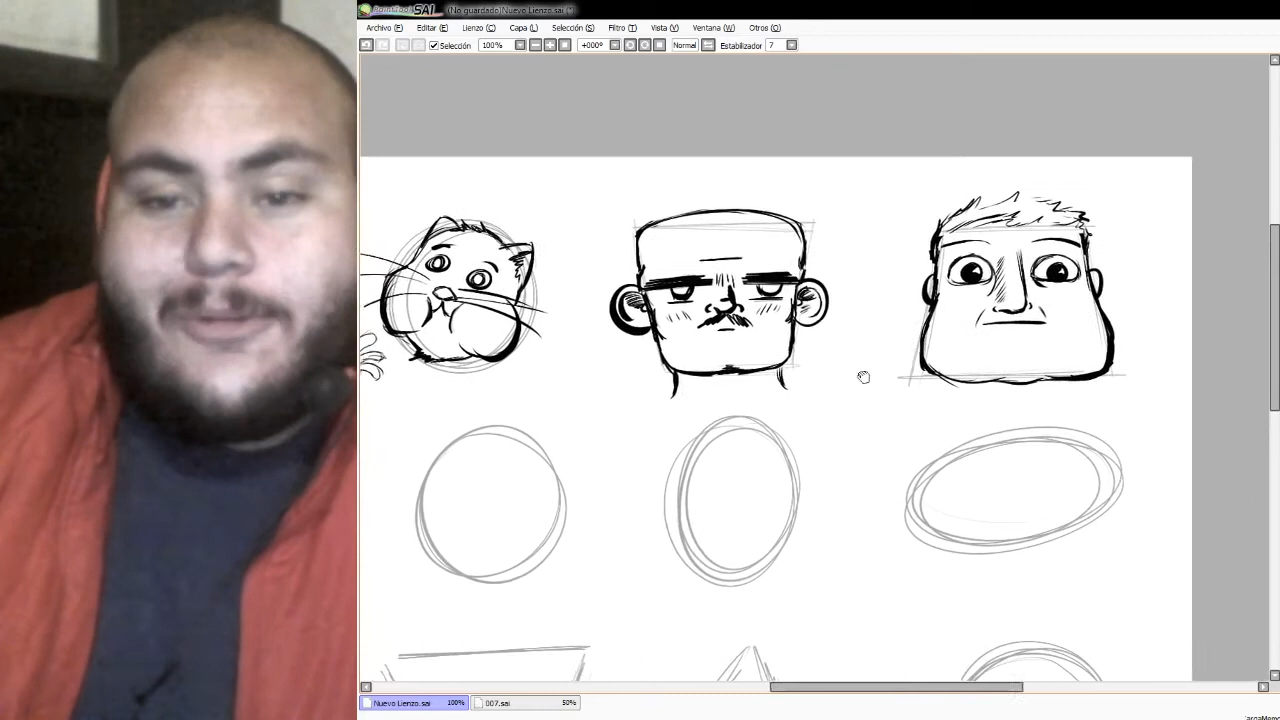 PaintTool SAI (No guardado)Nuevo Lienzo.sai (*)
Archivo (F) Editar (E) Lienzo (C) Capa (L) Selección (S) Filtro (T) Vista (V) Ventana (W) Otros (O)
Selección 100% +000° Normal Estabilizador 7
Nuevo Lienzo.sai 100% 007.sai 50%